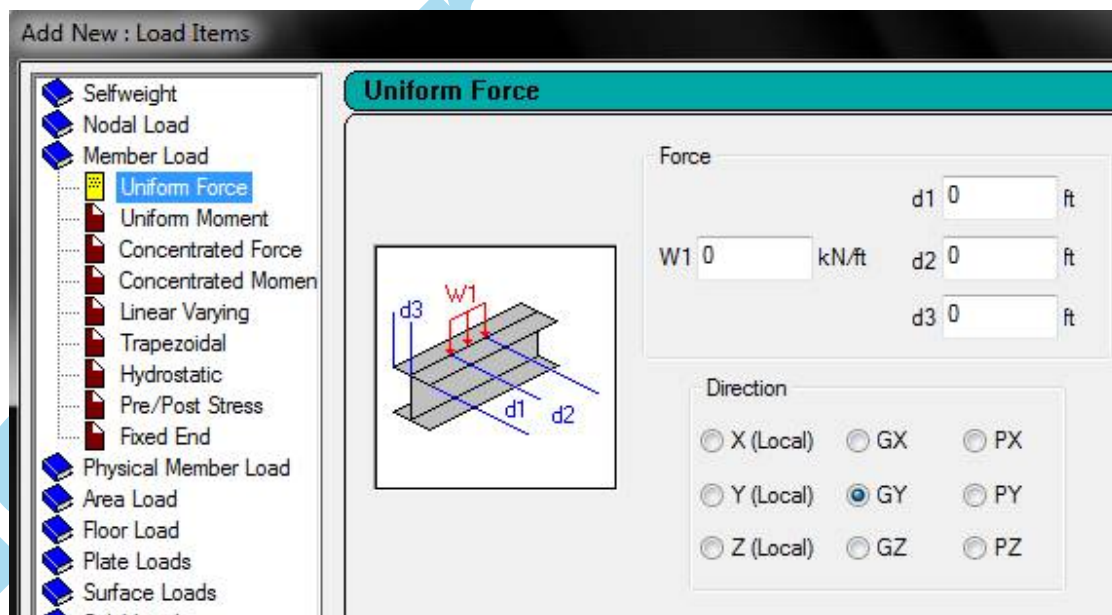 Add New : Load Items
Selfweight
Nodal Load
Member Load
Uniform Force
Uniform Moment
Concentrated Force
Concentrated Momen
Linear Varying
Trapezoidal
Hydrostatic
Pre/Post Stress
Fixed End
Physical Member Load
Area Load
Floor Load
Plate Loads
Surface Loads
Uniform Force
Force
d1 0 ft
W1 0 kN/ft d2 0 ft
d3 0 ft
d3 W1
d1 d2
Direction
X (Local) GX PX
Y (Local) GY PY
Z (Local) GZ PZ